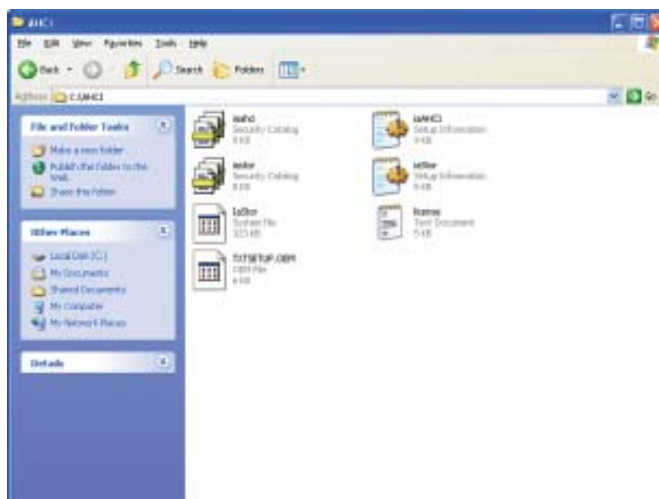 AHCI
File Edit View Favorites Tools Help
Back Search Folders
Address C:\AHCI Go
File and Folder Tasks
Make a new folder
Publish this folder to the
Web
Share this folder
Other Places
Local Disk (C:)
My Documents
Shared Documents
My Computer
My Network Places
Details
iaahci
Security Catalog
8 KB
iaAHCI
Setup Information
9 KB
iastor
Security Catalog
8 KB
iaStor
Setup Information
9 KB
IaStor
System File
license
Text Document
5 KB
TXTSETUP.OEM
OEM File
6 KB